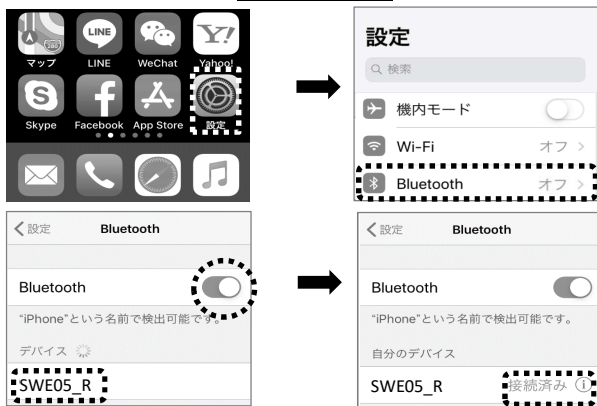 マップ LINE WeChat Yahoo!
Skype Facebook App Store 設定
設定
検索
機内モード
Wi-Fi オフ
Bluetooth オフ
設定 Bluetooth
Bluetooth
“iPhone”という名前で検出可能です。
デバイス
SWE05_R
設定 Bluetooth
Bluetooth
“iPhone”という名前で検出可能です。
自分のデバイス
SWE05_R 接続済み